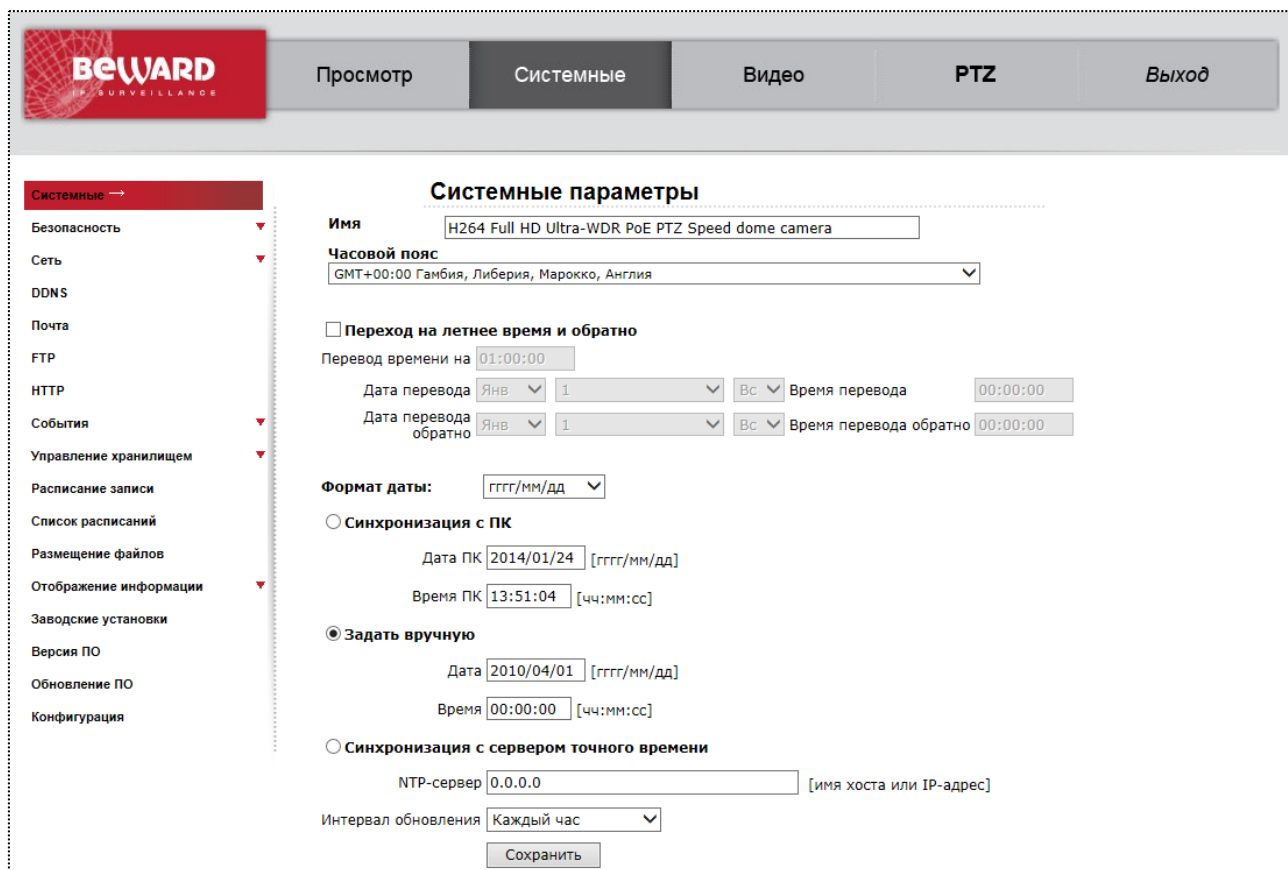 BEWARD
IP SURVEILLANCE
Просмотр Системные Видео PTZ Выход
Системные →
Безопасность
Сеть
DDNS
Почта
FTP
HTTP
События
Управление хранилищем
Расписание записи
Список расписаний
Размещение файлов
Отображение информации
Заводские установки
Версия ПО
Обновление ПО
Конфигурация
Системные параметры
Имя H264 Full HD Ultra-WDR PoE PTZ Speed dome camera
Часовой пояс
GMT+00:00 Гамбия, Либерия, Марокко, Англия
Переход на летнее время и обратно
Перевод времени на 01:00:00
Дата перевода Янв 1 Вс Время перевода 00:00:00
Дата перевода
обратно Янв 1 Вс Время перевода обратно 00:00:00
Формат даты: гггг/мм/дд
Синхронизация с ПК
Дата ПК 2014/01/24 [гггг/мм/дд]
Время ПК 13:51:04 [чч:мм:сс]
Задать вручную
Дата 2010/04/01 [гггг/мм/дд]
Время 00:00:00 [чч:мм:сс]
Синхронизация с сервером точного времени
NTP-сервер 0.0.0.0 [имя хоста или IP-адрес]
Интервал обновления Каждый час
Сохранить